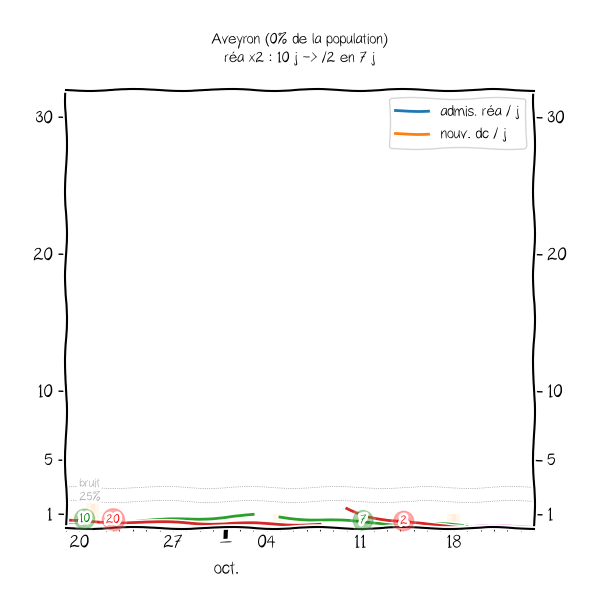 Aveyron (0% de la population)
réa x2 : 10 j -> /2 en 7 j
admis. réa / j
nouv. dc / j
30 30
20 20
10 10
5 5
bruit
25%
1 10 20 7 2 1
20 27 04 11 18
oct.